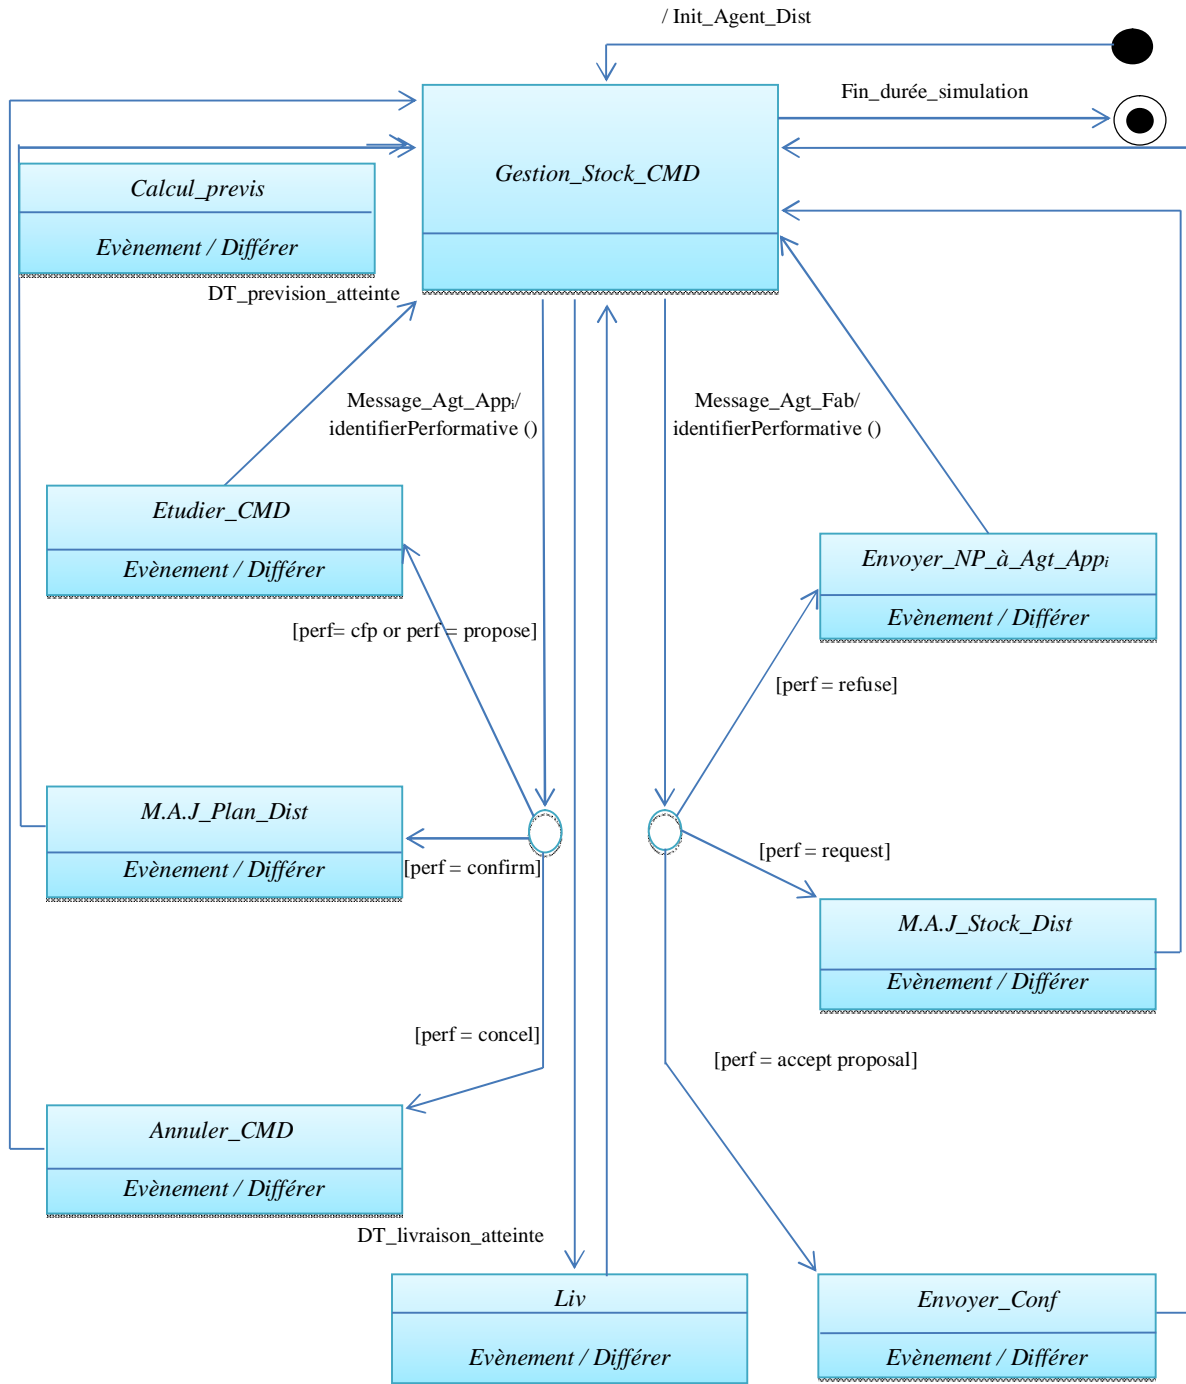 / Init_Agent_Dist
Fin_durée_simulation
Gestion_Stock_CMD
Calcul_previs
Evènement / Différer
DT_prevision_atteinte
Message_Agt_Appᵢ/
identifierPerformative ()
Message_Agt_Fab/
identifierPerformative ()
Etudier_CMD
Evènement / Différer
Envoyer_NP_à_Agt_Appᵢ
Evènement / Différer
[perf= cfp or perf = propose]
[perf = refuse]
M.A.J_Plan_Dist
Evènement / Différer
[perf = confirm]
[perf = request]
M.A.J_Stock_Dist
Evènement / Différer
[perf = concel]
[perf = accept proposal]
Annuler_CMD
Evènement / Différer
DT_livraison_atteinte
Liv
Evènement / Différer
Envoyer_Conf
Evènement / Différer